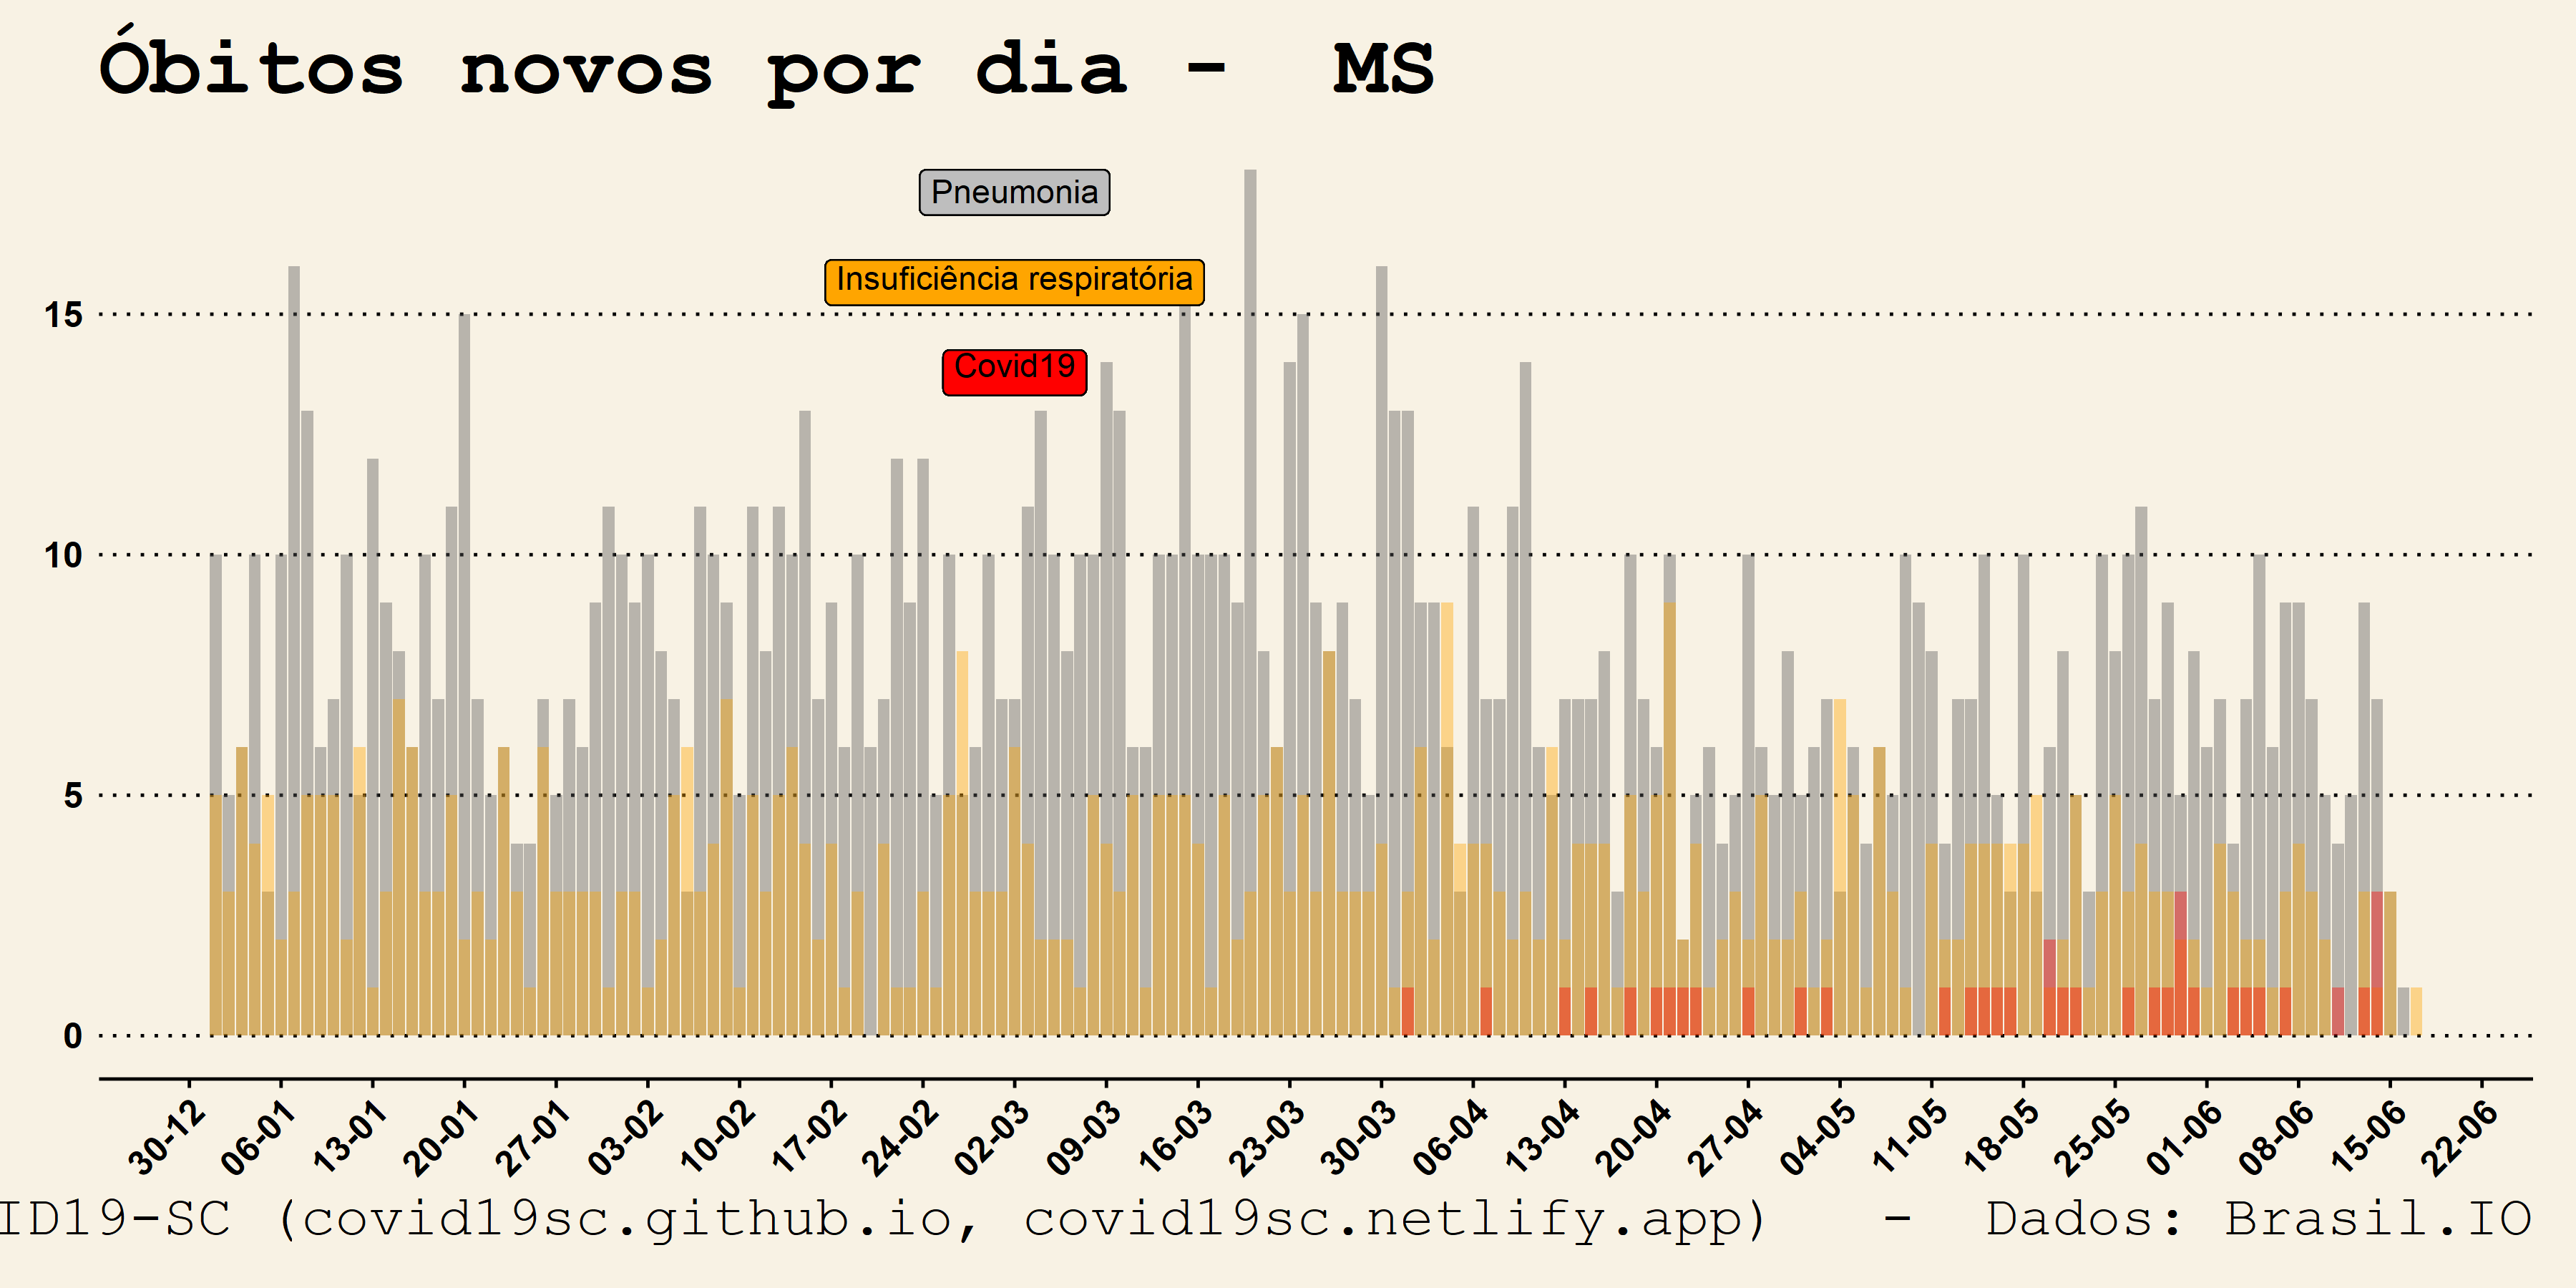 Óbitos novos por dia - MS
Pneumonia
Insuficiência respiratória
Covid19
15
10
5
0
30-12 06-01 13-01 20-01 27-01 03-02 10-02 17-02 24-02 02-03 09-03 16-03 23-03 30-03 06-04 13-04 20-04 27-04 04-05 11-05 18-05 25-05 01-06 08-06 15-06 22-06
ID19-SC (covid19sc.github.io, covid19sc.netlify.app) - Dados: Brasil.IO